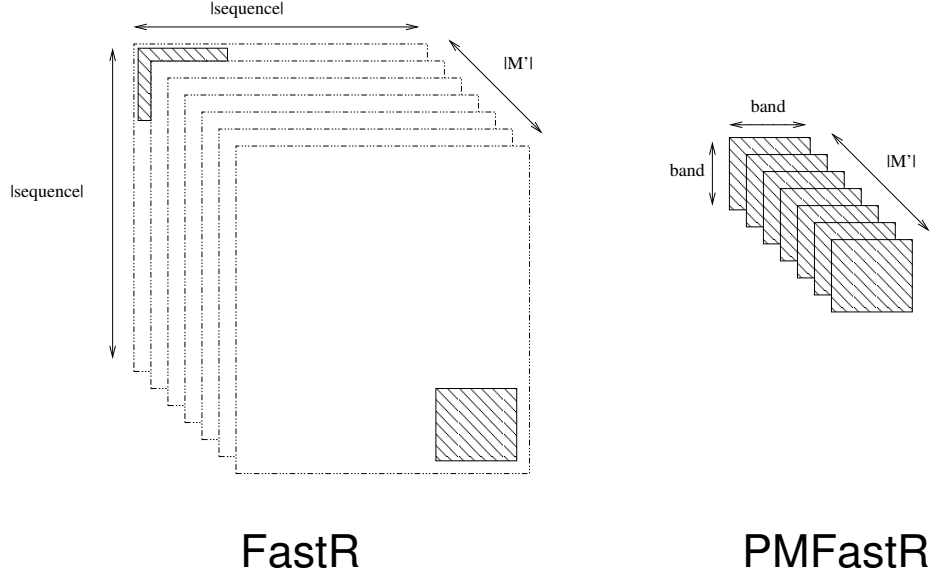 |sequence|
|M'|
|sequence|
band
band
|M'|
FastR
PMFastR